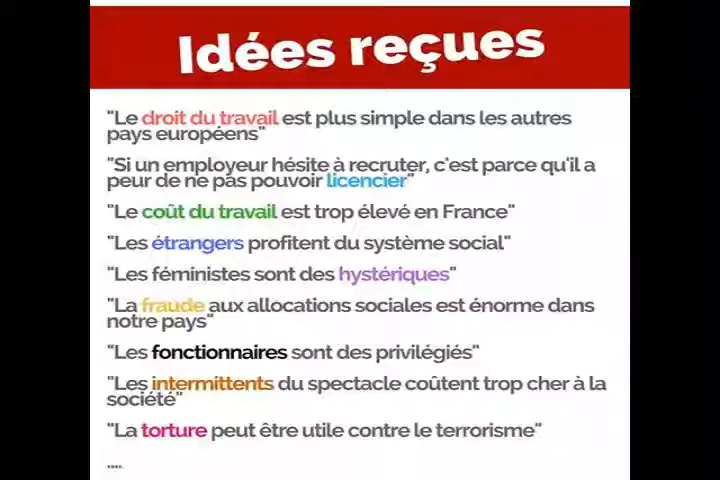 Idées reçues
"Le droit du travail est plus simple dans les autres
pays européens"
"Si un employeur hésite à recruter, c'est parce qu'il a
peur de ne pas pouvoir licencier"
"Le coût du travail est trop élevé en France"
"Les étrangers profitent du système social"
"Les féministes sont des hystériques"
"La fraude aux allocations sociales est énorme dans
notre pays"
"Les fonctionnaires sont des privilégiés"
"Les intermittents du spectacle coûtent trop cher à la
société"
"La torture peut être utile contre le terrorisme"
....